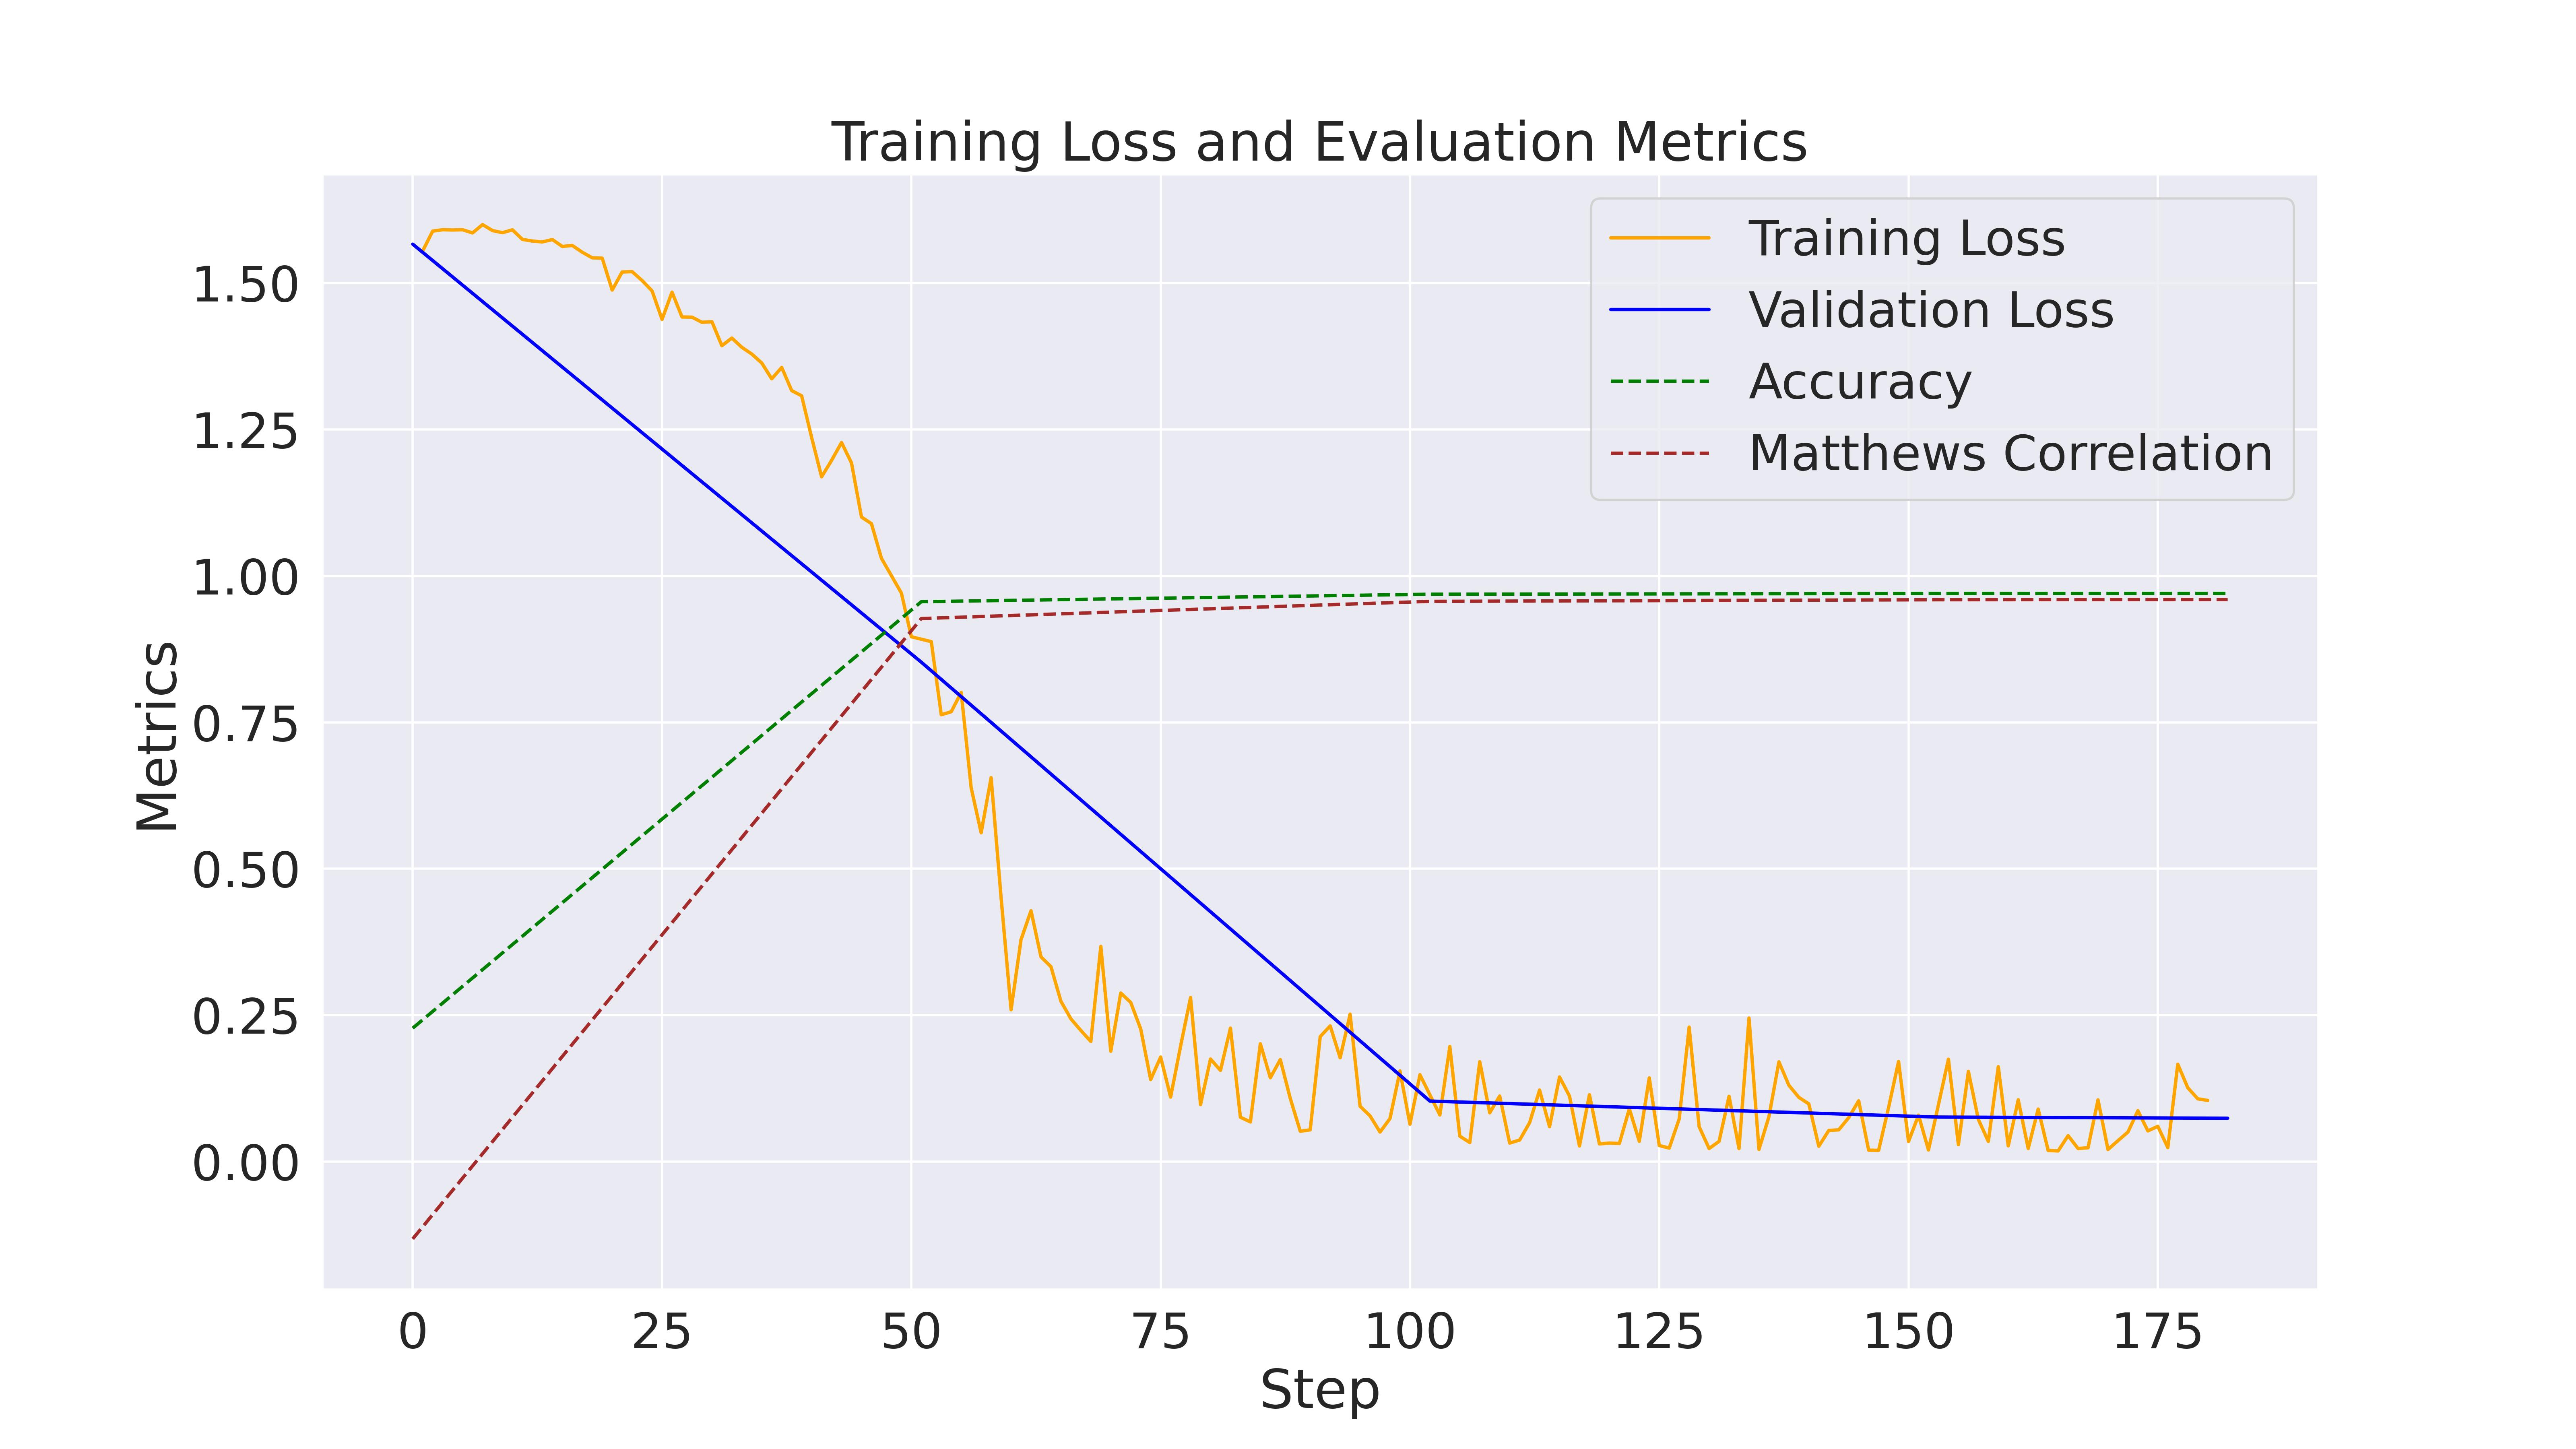 Training Loss and Evaluation Metrics
Training Loss
Validation Loss
Accuracy
Matthews Correlation
Metrics
1.50
1.25
1.00
0.75
0.50
0.25
0.00
0 25 50 75 100 125 150 175
Step